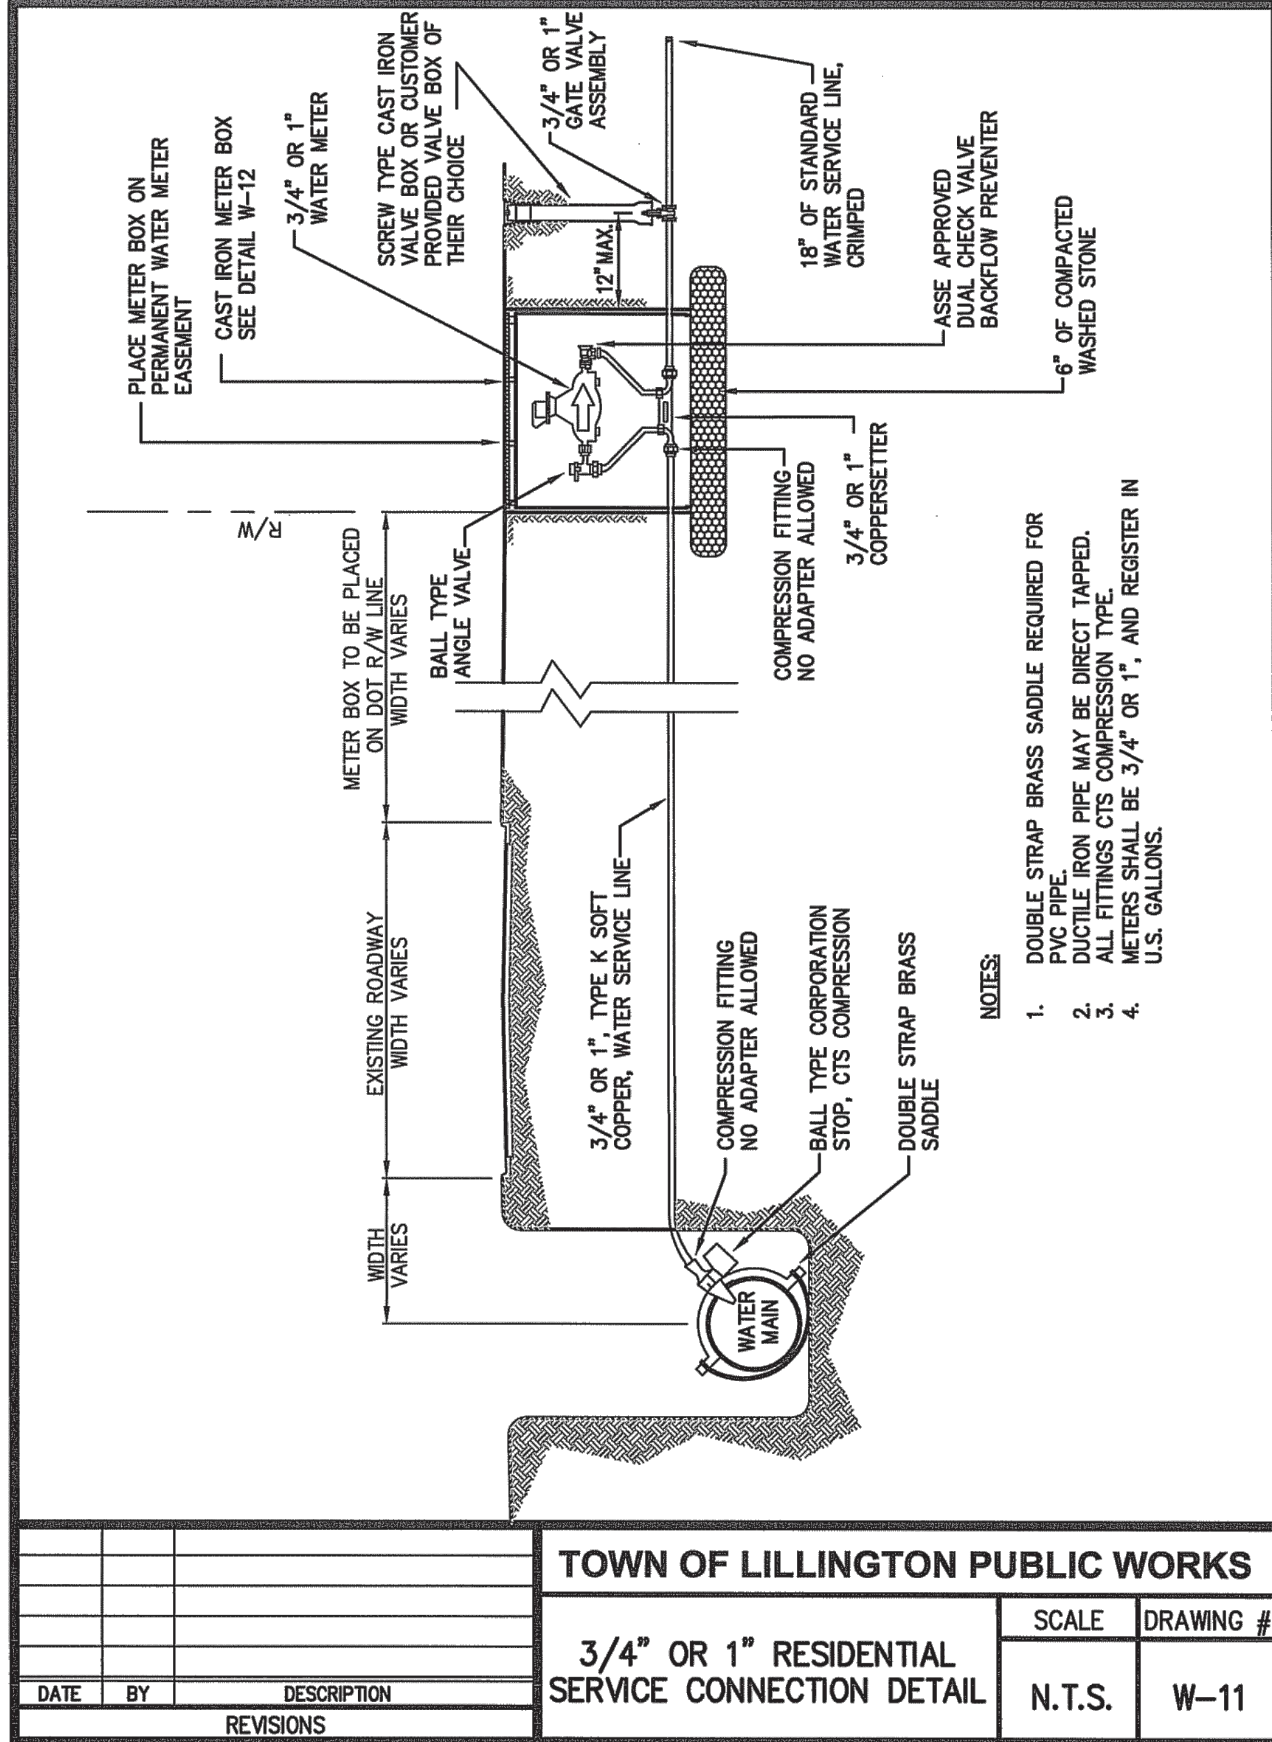 PLACE METER BOX ON
PERMANENT WATER METER
EASEMENT
CAST IRON METER BOX
SEE DETAIL W-12
3/4" OR 1"
WATER METER
SCREW TYPE CAST IRON
VALVE BOX OR CUSTOMER
PROVIDED VALVE BOX OF
THEIR CHOICE
3/4" OR 1"
GATE VALVE
ASSEMBLY
R/W
METER BOX TO BE PLACED
ON DOT R/W LINE
WIDTH VARIES
EXISTING ROADWAY
WIDTH VARIES
WIDTH
VARIES
BALL TYPE
ANGLE VALVE
12" MAX.
18" OF STANDARD
WATER SERVICE LINE,
CRIMPED
ASSE APPROVED
DUAL CHECK VALVE
BACKFLOW PREVENTER
6" OF COMPACTED
WASHED STONE
3/4" OR 1"
COPPERSETTER
COMPRESSION FITTING
NO ADAPTER ALLOWED
3/4" OR 1", TYPE K SOFT
COPPER, WATER SERVICE LINE
COMPRESSION FITTING
NO ADAPTER ALLOWED
BALL TYPE CORPORATION
STOP, CTS COMPRESSION
DOUBLE STRAP BRASS
SADDLE
WATER
MAIN
NOTES:
1. DOUBLE STRAP BRASS SADDLE REQUIRED FOR
PVC PIPE.
2. DUCTILE IRON PIPE MAY BE DIRECT TAPPED.
3. ALL FITTINGS CTS COMPRESSION TYPE.
4. METERS SHALL BE 3/4" OR 1", AND REGISTER IN
U.S. GALLONS.
DATE BY DESCRIPTION
REVISIONS
TOWN OF LILLINGTON PUBLIC WORKS
3/4" OR 1" RESIDENTIAL
SERVICE CONNECTION DETAIL
SCALE
N.T.S.
DRAWING #
W-11